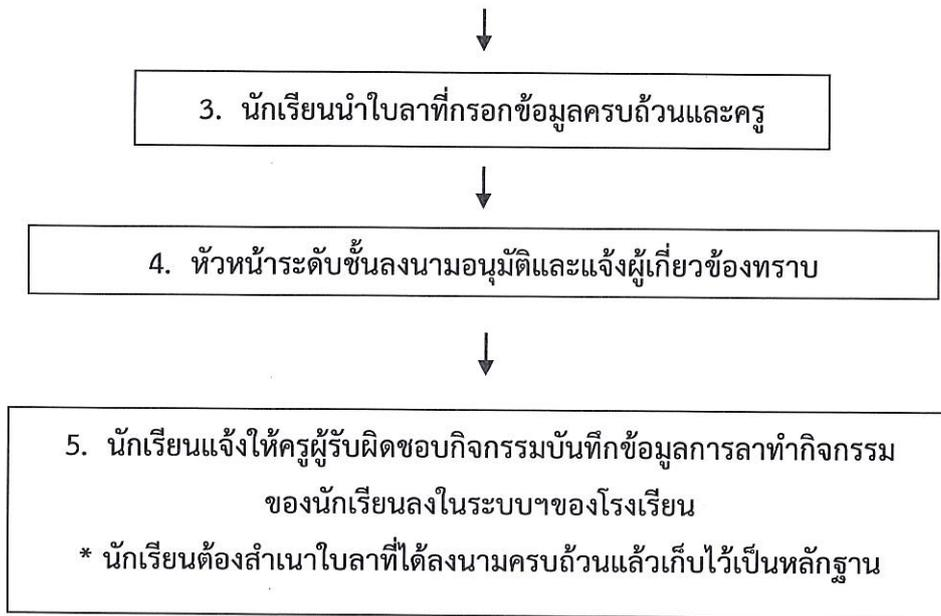 3. นักเรียนนำใบลาที่กรอกข้อมูลครบถ้วนและครู
4. หัวหน้าระดับชั้นลงนามอนุมัติและแจ้งผู้เกี่ยวข้องทราบ
5. นักเรียนแจ้งให้ครูผู้รับผิดชอบกิจกรรมบันทึกข้อมูลการลาทำกิจกรรม
ของนักเรียนลงในระบบฯของโรงเรียน
* นักเรียนต้องสำเนาใบลาที่ได้ลงนามครบถ้วนแล้วเก็บไว้เป็นหลักฐาน